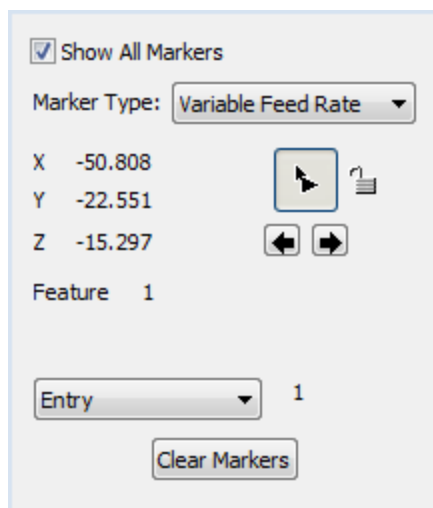 Show All Markers
Marker Type: Variable Feed Rate
X -50.808
Y -22.551
Z -15.297
Feature 1
Entry 1
Clear Markers